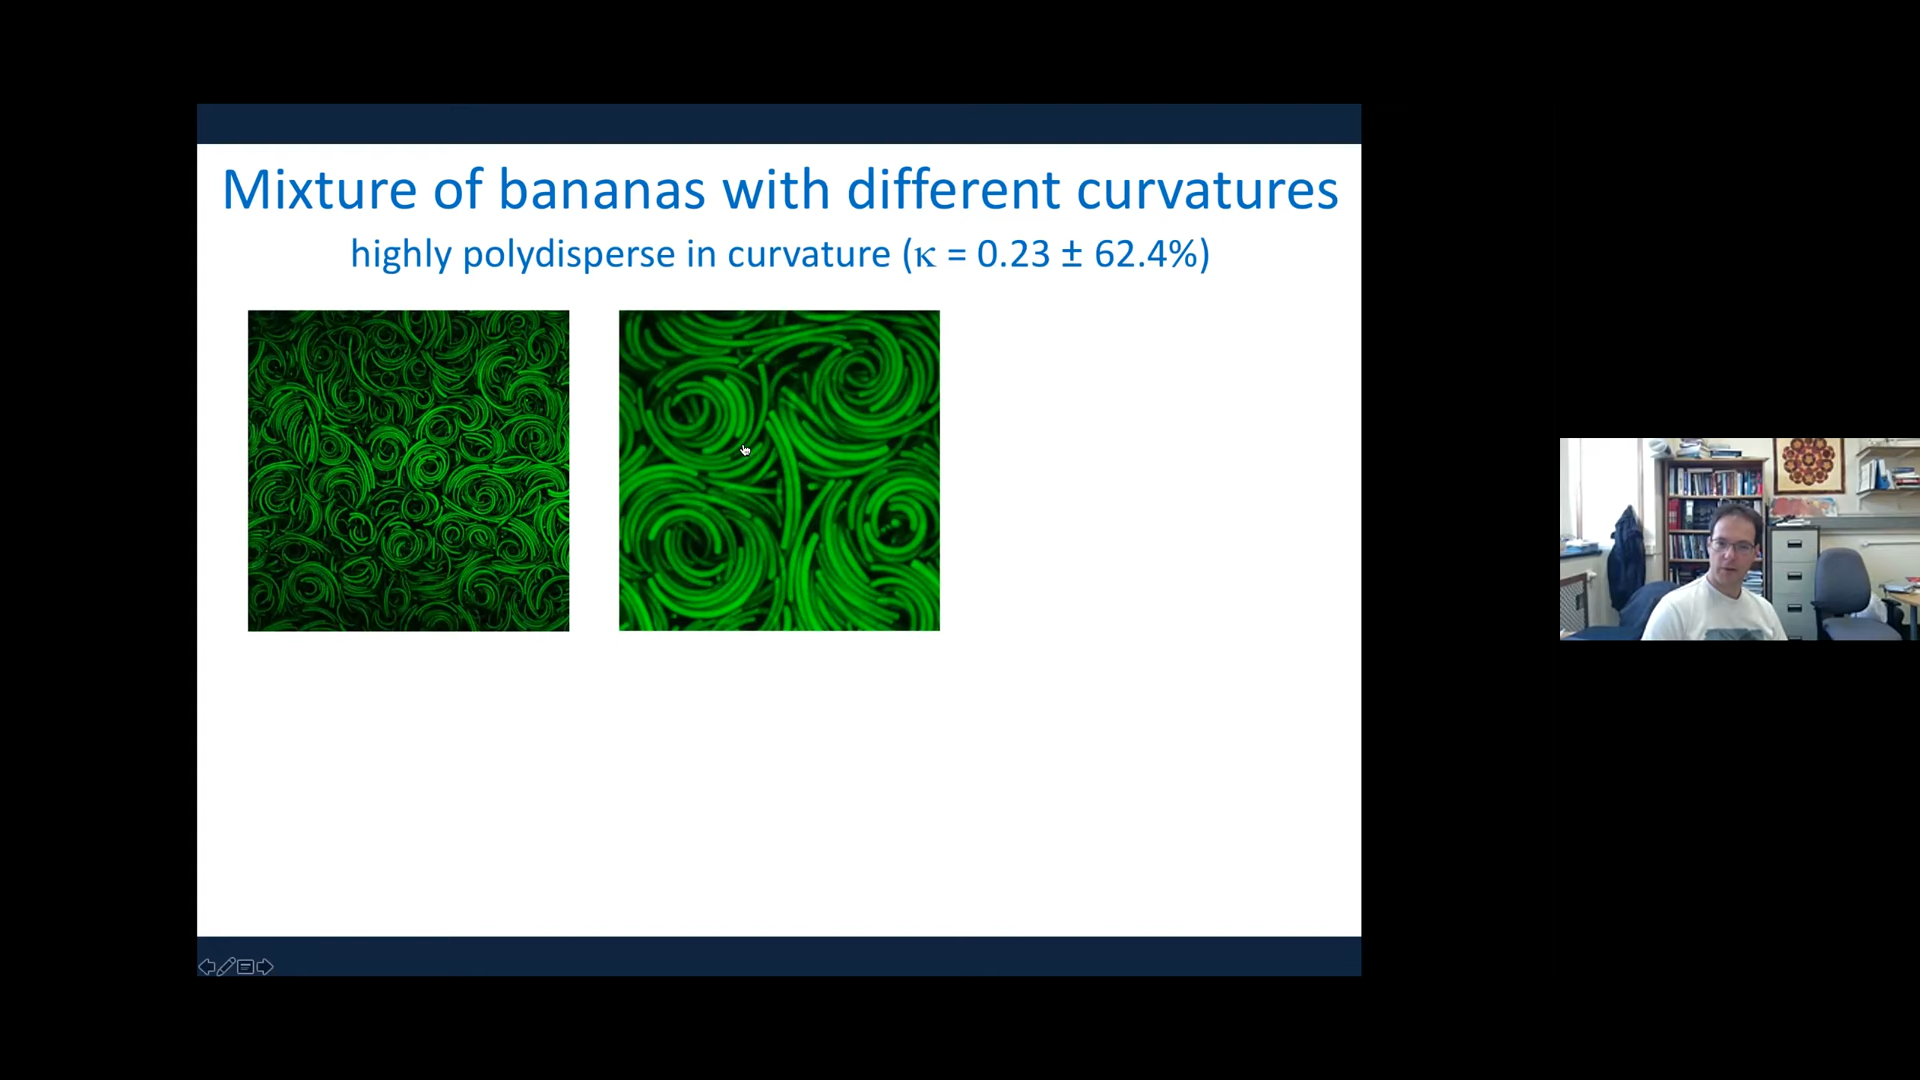 Mixture of bananas with different curvatures
highly polydisperse in curvature (κ = 0.23 ± 62.4%)